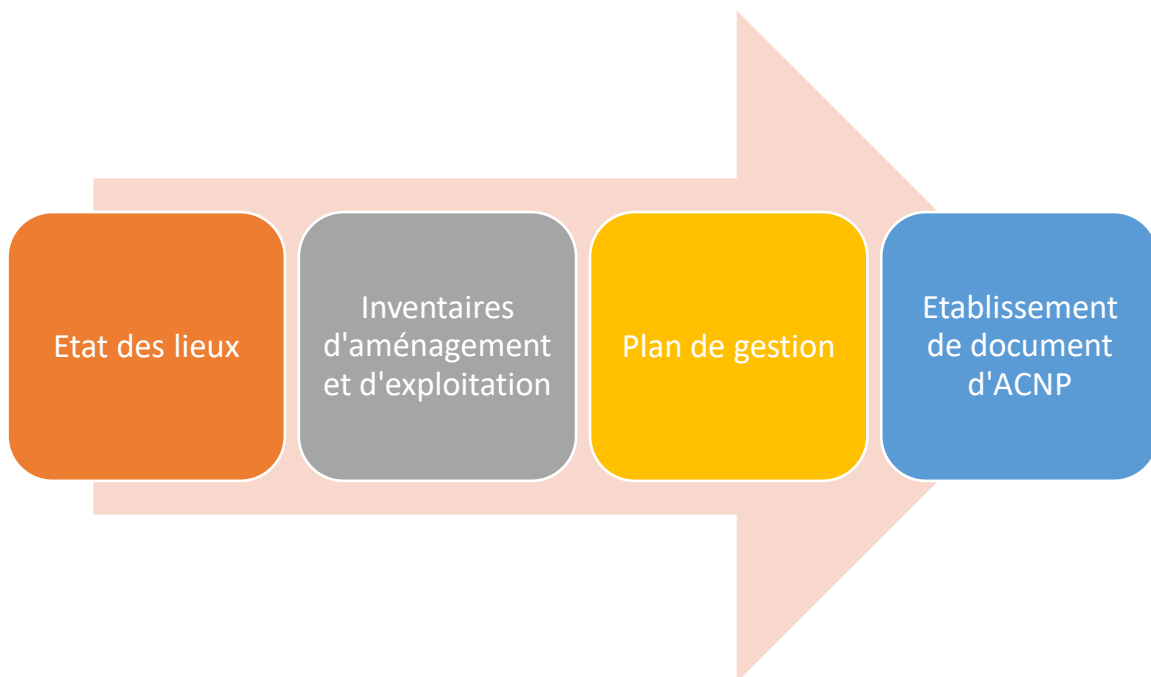 Etat des lieux
Inventaires
d'aménagement
et d'exploitation
Plan de gestion
Etablissement
de document
d'ACNP